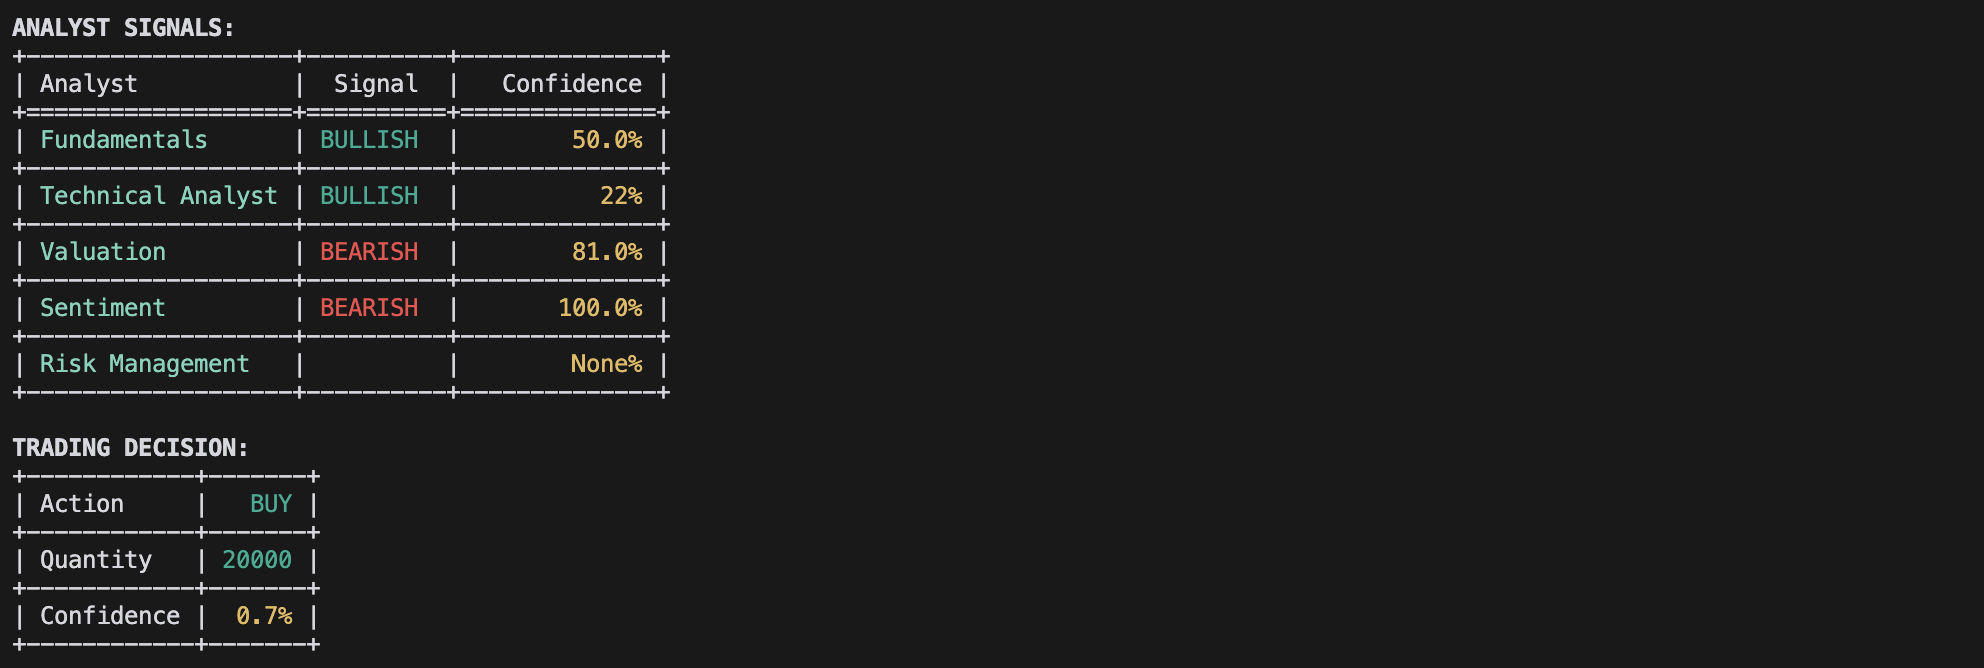 ANALYST SIGNALS:
+-------------------+----------+--------------+
| Analyst           |  Signal  |   Confidence |
+===================+==========+==============+
| Fundamentals      | BULLISH  |        50.0% |
+-------------------+----------+--------------+
| Technical Analyst | BULLISH  |          22% |
+-------------------+----------+--------------+
| Valuation         | BEARISH  |        81.0% |
+-------------------+----------+--------------+
| Sentiment         | BEARISH  |       100.0% |
+-------------------+----------+--------------+
| Risk Management   |          |        None% |
+-------------------+----------+--------------+

TRADING DECISION:
+------------+-------+
| Action     |   BUY |
+------------+-------+
| Quantity   | 20000 |
+------------+-------+
| Confidence |  0.7% |
+------------+-------+